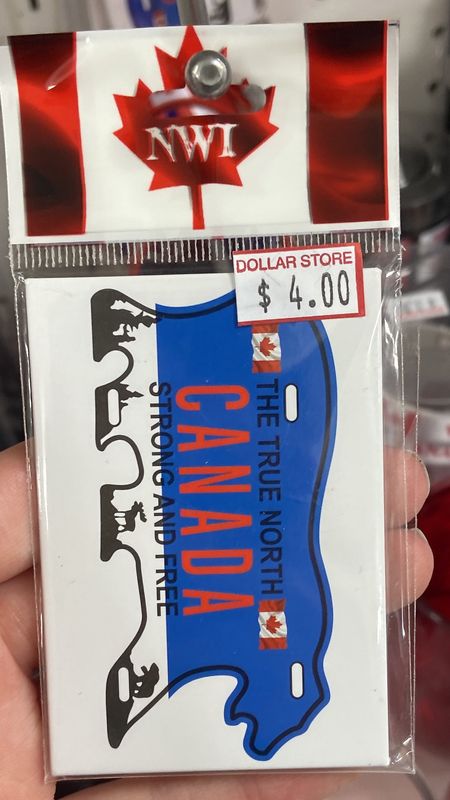 NWI
DOLLAR STORE
$ 4.00
THE TRUE NORTH
CANADA
STRONG AND FREE